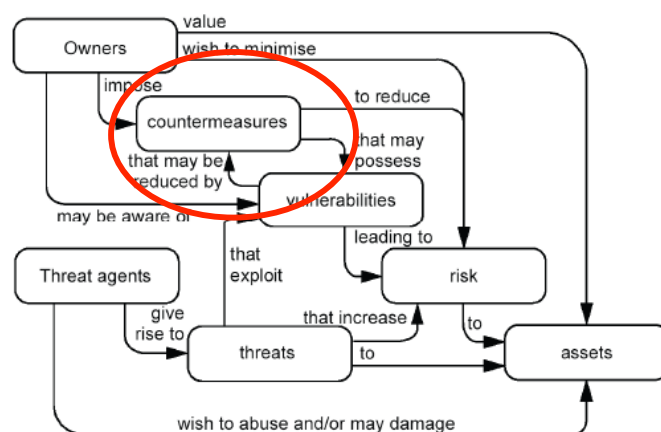 value
Owners
wish to minimise
impose
to reduce
countermeasures
that may be
reduced by
that may
possess
vulnerabilities
may be aware of
leading to
that
exploit
Threat agents
risk
give
rise to
that increase
to
threats
to
assets
wish to abuse and/or may damage